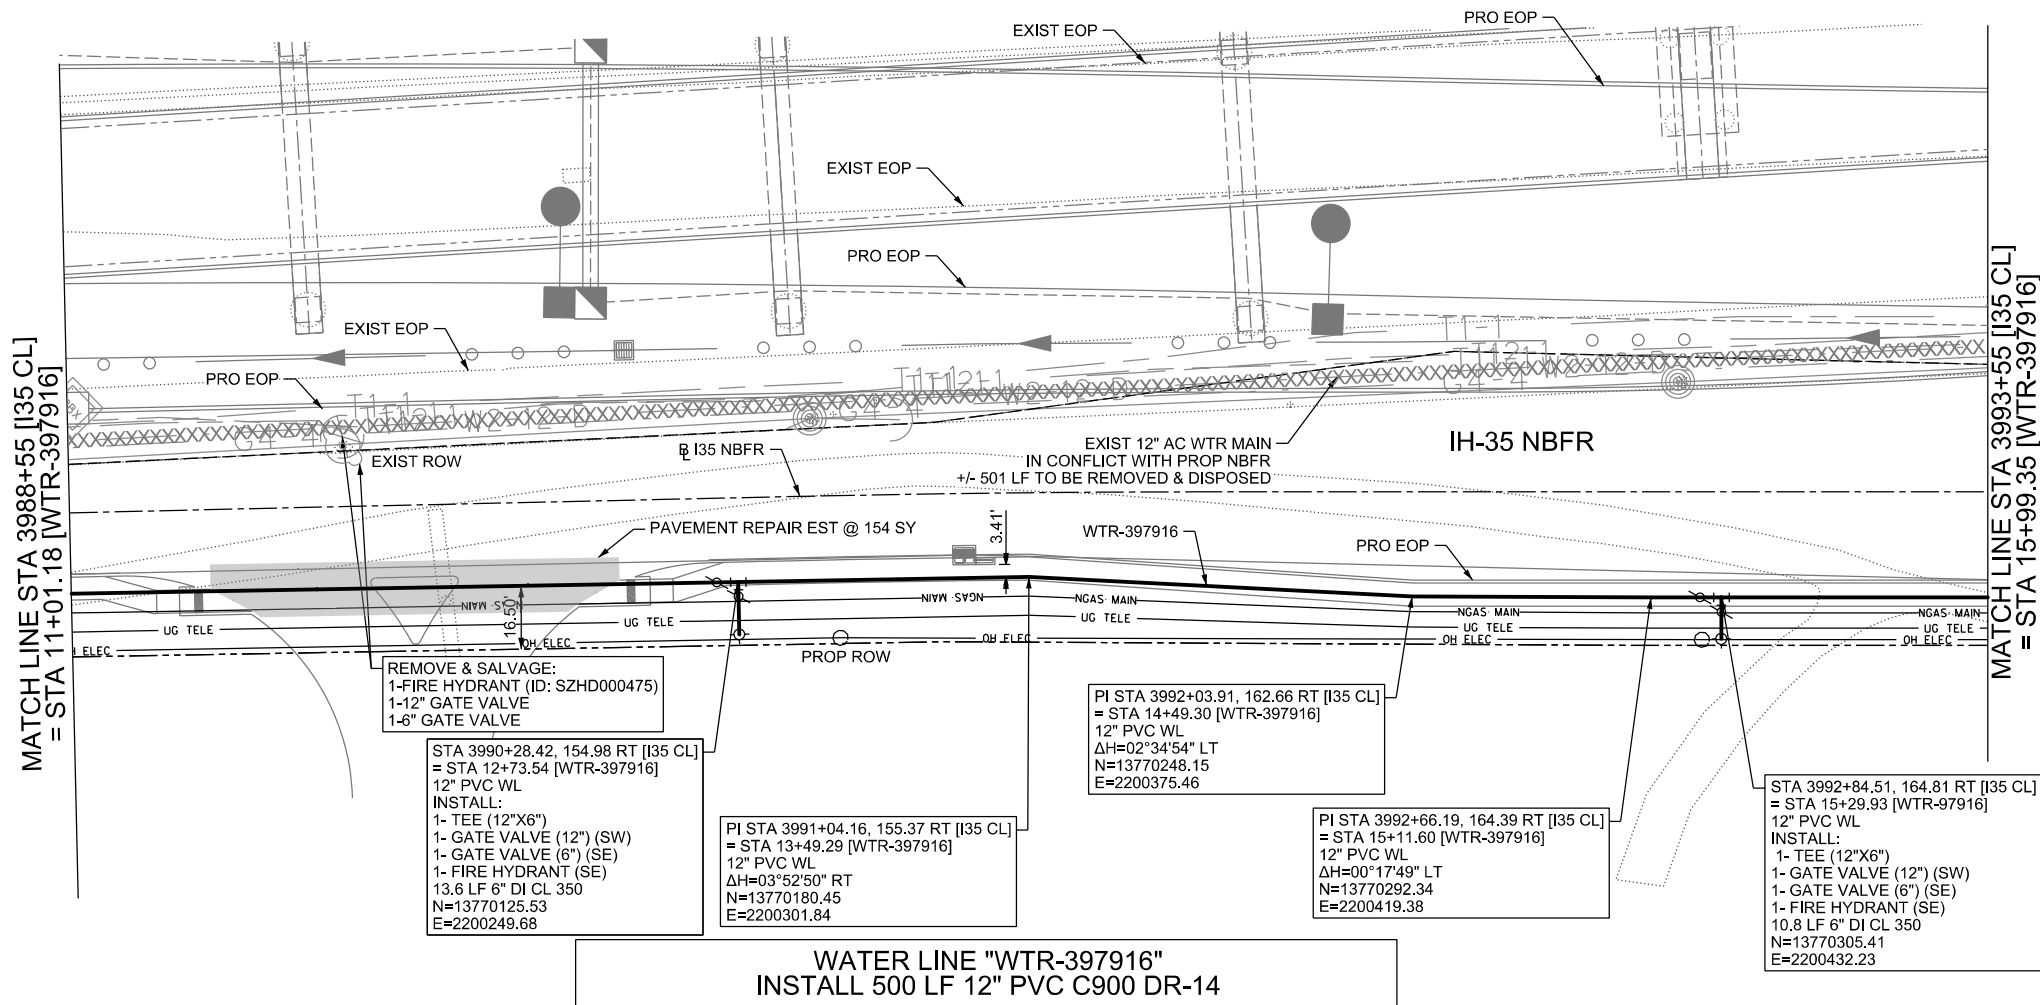 EXIST EOP
PRO EOP
EXIST EOP
PRO EOP
EXIST EOP
PRO EOP
MATCH LINE STA 3988+55 [I35 CL]
= STA 11+01.18 [WTR-397916]
MATCH LINE STA 3993+55 [I35 CL]
= STA 15+99.35 [WTR-397916]
EXIST ROW
I35 NBFR
EXIST 12" AC WTR MAIN
IN CONFLICT WITH PROP NBFR
+/- 501 LF TO BE REMOVED & DISPOSED
IH-35 NBFR
PAVEMENT REPAIR EST @ 154 SY
3.41'
WTR-397916
PRO EOP
16.50'
NGAS MAIN
NGAS MAIN
NGAS MAIN
NGAS MAIN
NGAS MAIN
UG TELE
UG TELE
UG TELE
UG TELE
UG TELE
H ELEC
OH ELEC
OH ELEC
OH ELEC
OH ELEC
PROP ROW
REMOVE & SALVAGE:
1-FIRE HYDRANT (ID: SZHD000475)
1-12" GATE VALVE
1-6" GATE VALVE
STA 3990+28.42, 154.98 RT [I35 CL]
= STA 12+73.54 [WTR-397916]
12" PVC WL
INSTALL:
1- TEE (12"X6")
1- GATE VALVE (12") (SW)
1- GATE VALVE (6") (SE)
1- FIRE HYDRANT (SE)
13.6 LF 6" DI CL 350
N=13770125.53
E=2200249.68
PI STA 3991+04.16, 155.37 RT [I35 CL]
= STA 13+49.29 [WTR-397916]
12" PVC WL
ΔH=03°52'50" RT
N=13770180.45
E=2200301.84
PI STA 3992+03.91, 162.66 RT [I35 CL]
= STA 14+49.30 [WTR-397916]
12" PVC WL
ΔH=02°34'54" LT
N=13770248.15
E=2200375.46
PI STA 3992+66.19, 164.39 RT [I35 CL]
= STA 15+11.60 [WTR-397916]
12" PVC WL
ΔH=00°17'49" LT
N=13770292.34
E=2200419.38
STA 3992+84.51, 164.81 RT [I35 CL]
= STA 15+29.93 [WTR-97916]
12" PVC WL
INSTALL:
1- TEE (12"X6")
1- GATE VALVE (12") (SW)
1- GATE VALVE (6") (SE)
1- FIRE HYDRANT (SE)
10.8 LF 6" DI CL 350
N=13770305.41
E=2200432.23
WATER LINE "WTR-397916"
INSTALL 500 LF 12" PVC C900 DR-14